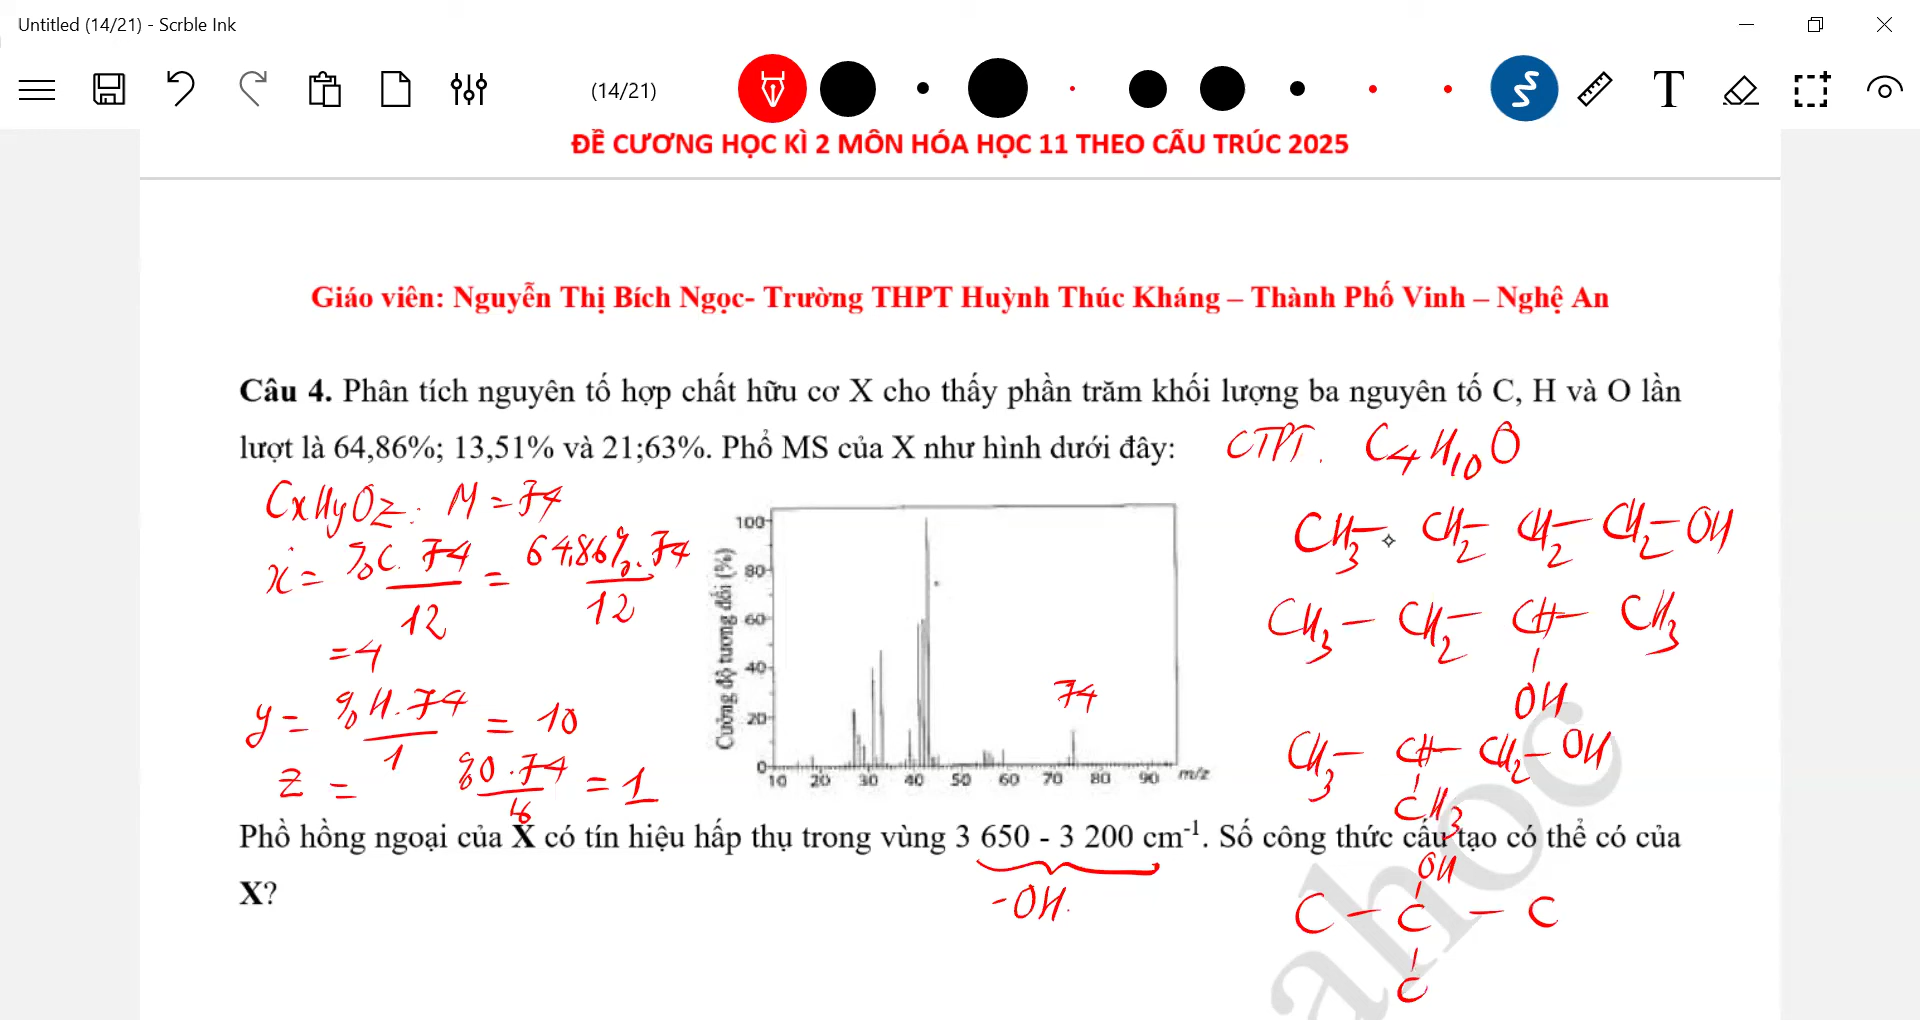 Untitled (14/21) - Scrble Ink
(14/21)
T
ĐỀ CƯƠNG HỌC KÌ 2 MÔN HÓA HỌC 11 THEO CẤU TRÚC 2025
Giáo viên: Nguyễn Thị Bích Ngọc- Trường THPT Huỳnh Thúc Kháng – Thành Phố Vinh – Nghệ An
Câu 4. Phân tích nguyên tố hợp chất hữu cơ X cho thấy phần trăm khối lượng ba nguyên tố C, H và O lần
lượt là 64,86%; 13,51% và 21;63%. Phổ MS của X như hình dưới đây:
CTPT. C4H10O
CxHyOz: M = 74
x = %C.74 / 12 = 64,86%.74 / 12
= 4
y = %H.74 / 1 = 10
z = %O.74 / 16 = 1
Cường độ tương đối (%)
100
80
60
40
20
0
74
10 20 30 40 50 60 70 80 90 m/z
CH3 - CH2 - CH2 - CH2 - OH
CH3 - CH2 - CH - CH3
OH
CH3 - CH - CH2 - OH
CH3
Phổ hồng ngoại của X có tín hiệu hấp thụ trong vùng 3 650 - 3 200 cm-1. Số công thức cấu tạo có thể có của
X?
-OH.
OH
C - C - C
C
ahoc